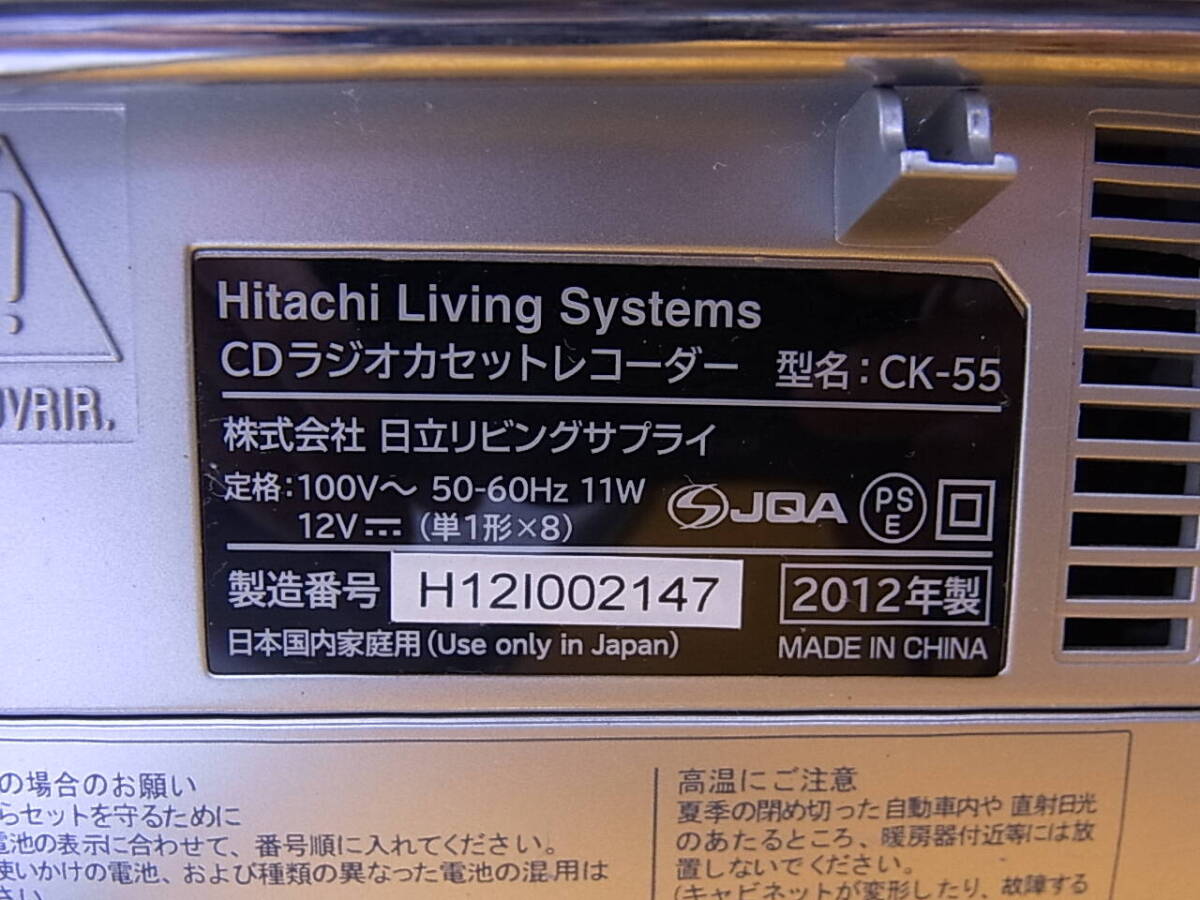 UVRIR.
Hitachi Living Systems
CDラジオカセットレコーダー 型名：CK-55
株式会社 日立リビングサプライ
定格：100V～ 50-60Hz 11W
12V⎓ (単1形×8)
JQA
PS
E
製造番号 H12I002147 2012年製
日本国内家庭用(Use only in Japan) MADE IN CHINA
の場合のお願い
らセットを守るために
電池の表示に合わせて、番号順に入れてください。
使いかけの電池、および種類の異なった電池の混用は
さい。
高温にご注意
夏季の閉め切った自動車内や直射日光
のあたるところ、暖房器付近等には放
置しないでください。
(キャビネットが変形したり、故障する